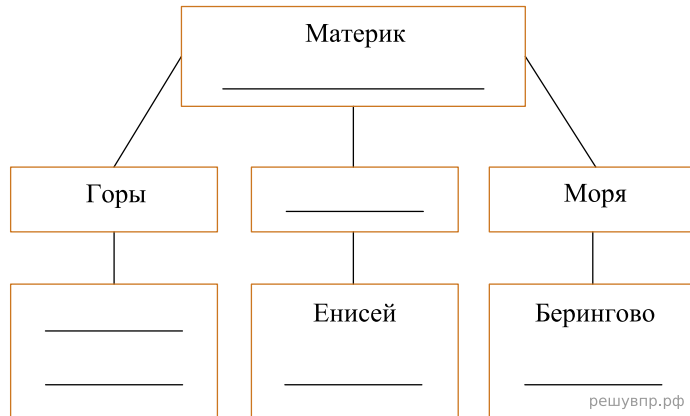 Материк
Горы
Моря
Енисей
Берингово
решувпр.рф